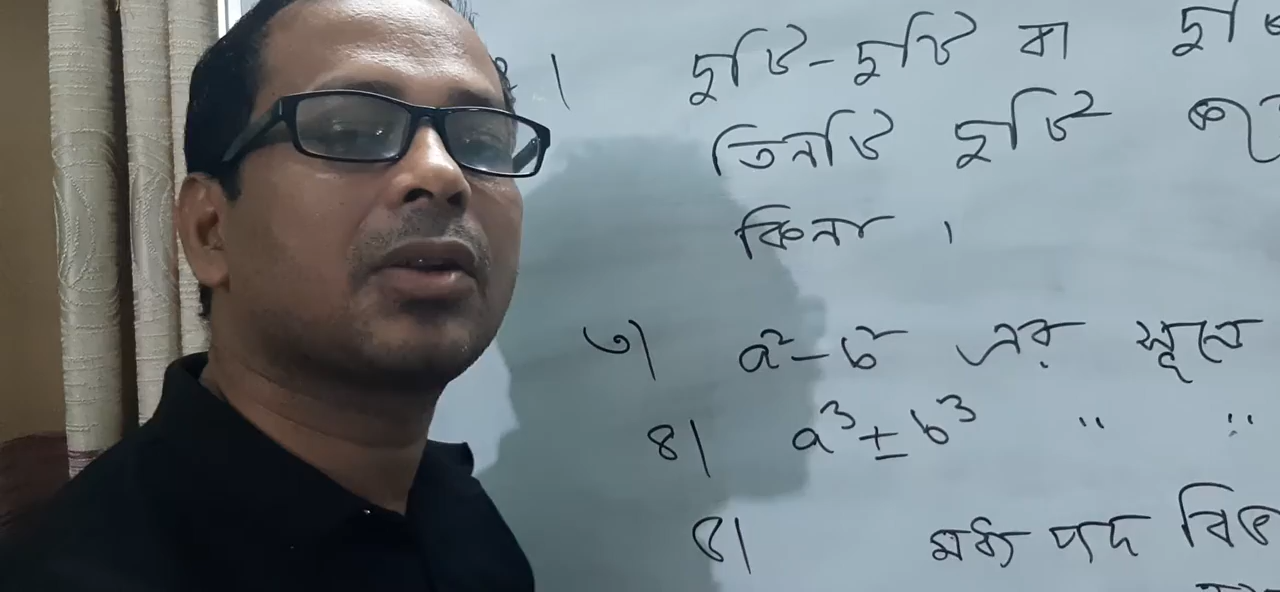 ২। দুটি-দুটি বা
তিনটি দুটি
কিনা ।
৩। a²-b² এর সূত্রে
৪। a³±b³ " "
৫। মধ্য পদ